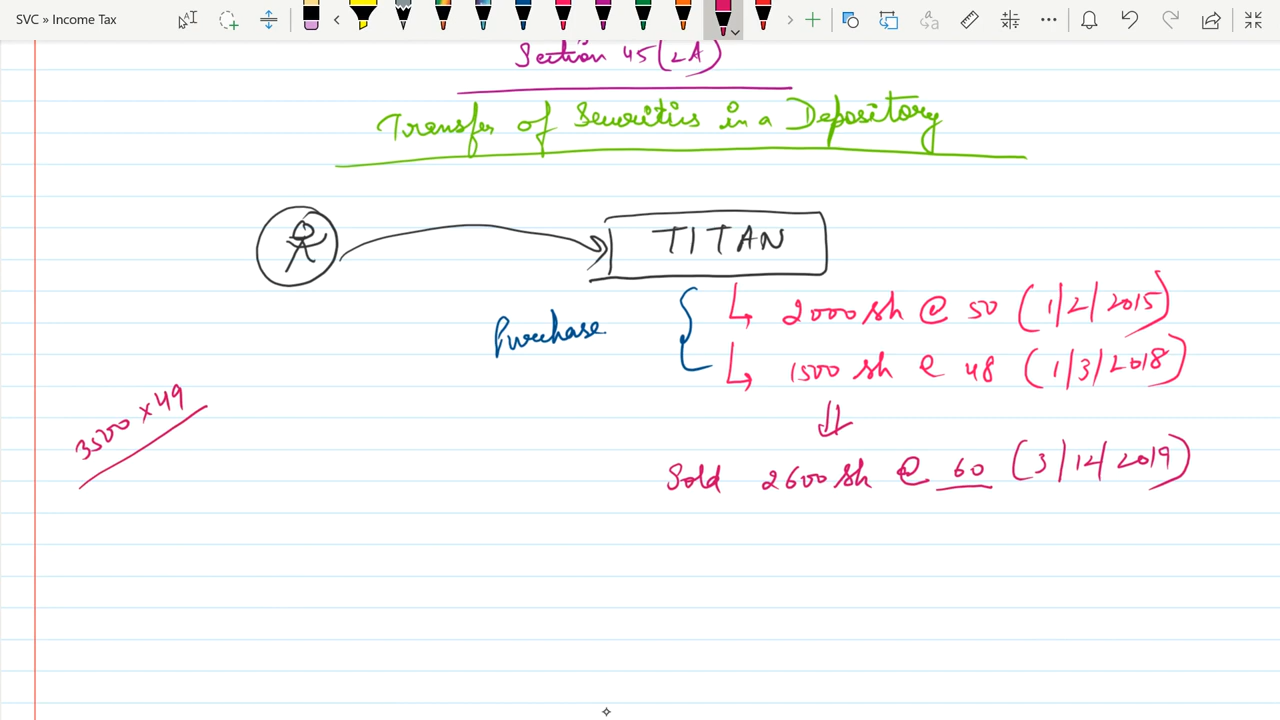 SVC » Income Tax
Section 45(2A)
Transfer of Securities in a Depository
TITAN
Purchase
↳ 2000 sh @ 50 (1/2/2015)
↳ 1500 sh @ 48 (1/3/2018)
3500 x 49
Sold 2600 sh @ 60 (3/12/2019)